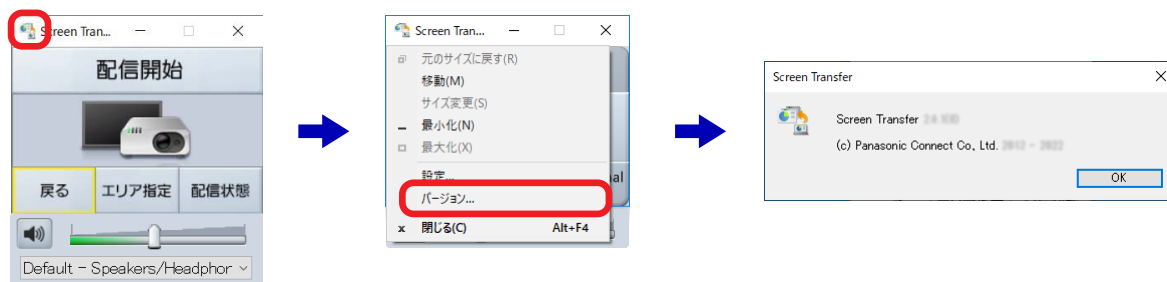 Screen Tran...
配信開始
戻る
エリア指定
配信状態
Default - Speakers/Headphor
Screen Tran...
元のサイズに戻す(R)
移動(M)
サイズ変更(S)
最小化(N)
最大化(X)
設定...
バージョン...
閉じる(C) Alt+F4
al
Screen Transfer
Screen Transfer
(c) Panasonic Connect Co., Ltd.
OK